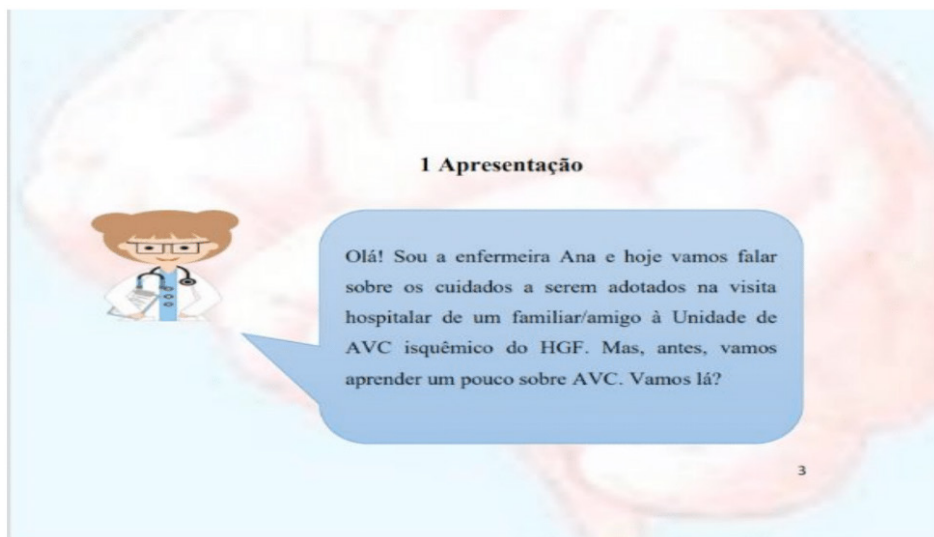 1 Apresentação
Olá! Sou a enfermeira Ana e hoje vamos falar
sobre os cuidados a serem adotados na visita
hospitalar de um familiar/amigo à Unidade de
AVC isquêmico do HGF. Mas, antes, vamos
aprender um pouco sobre AVC. Vamos lá?
3